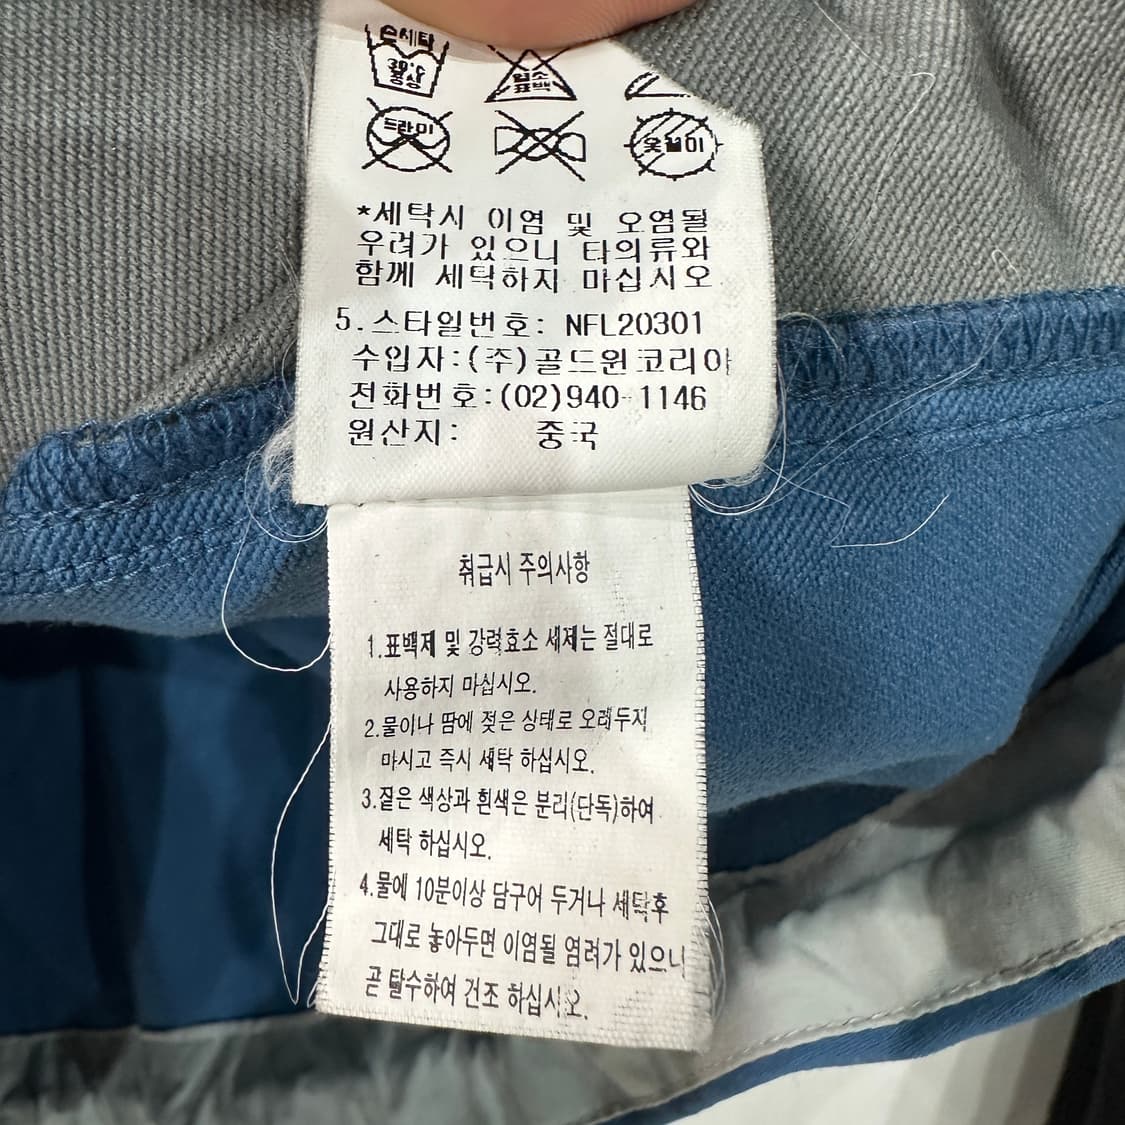 손세탁
30℃
중성
염소
표백
드라이
옷걸이
*세탁시 이염 및 오염될
우려가 있으니 타의류와
함께 세탁하지 마십시오
5.스타일번호: NFL20301
수입자:(주)골드윈코리아
전화번호:(02)940-1146
원산지: 중국
취급시 주의사항
1.표백제 및 강력효소 세제는 절대로
사용하지 마십시오.
2.물이나 땀에 젖은 상태로 오래두지
마시고 즉시 세탁 하십시오.
3.짙은 색상과 흰색은 분리(단독)하여
세탁 하십시오.
4.물에 10분이상 담구어 두거나 세탁후
그대로 놓아두면 이염될 염려가 있으니
곧 탈수하여 건조 하십시오.